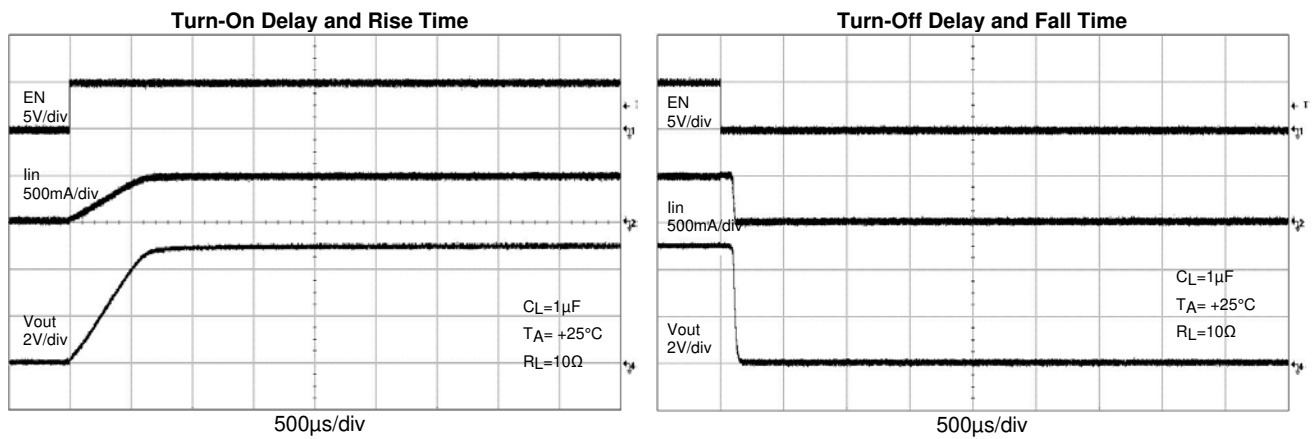 Turn-On Delay and Rise Time
EN
5V/div
Iin
500mA/div
Vout
2V/div
CL=1µF
TA= +25°C
RL=10Ω
500µs/div
Turn-Off Delay and Fall Time
EN
5V/div
Iin
500mA/div
Vout
2V/div
CL=1µF
TA= +25°C
RL=10Ω
500µs/div